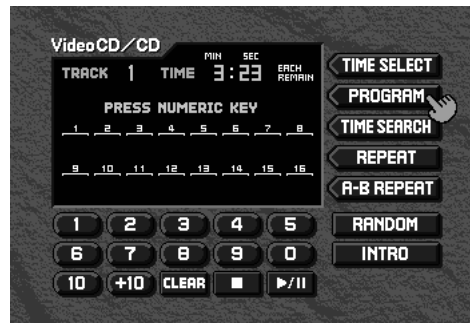 VideoCD/CD
MIN SEC
TRACK 1 TIME 3:23 EACH REMAIN
PRESS NUMERIC KEY
1 2 3 4 5 6 7 8
9 10 11 12 13 14 15 16
TIME SELECT
PROGRAM
TIME SEARCH
REPEAT
A-B REPEAT
RANDOM
INTRO
1 2 3 4 5
6 7 8 9 0
10 +10 CLEAR ■ ▶/II